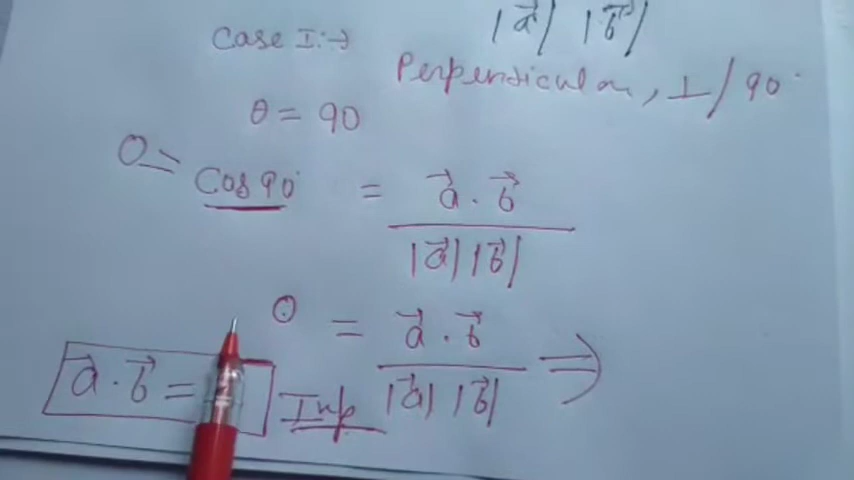 |a⃗| |b⃗|
Case I :→
Perpendicular, ⊥ / 90°
θ = 90
0 = Cos 90° = a⃗ . b⃗ / |a⃗| |b⃗|
0 = a⃗ . b⃗ / |a⃗| |b⃗| ⇒
a⃗ . b⃗ = Imp